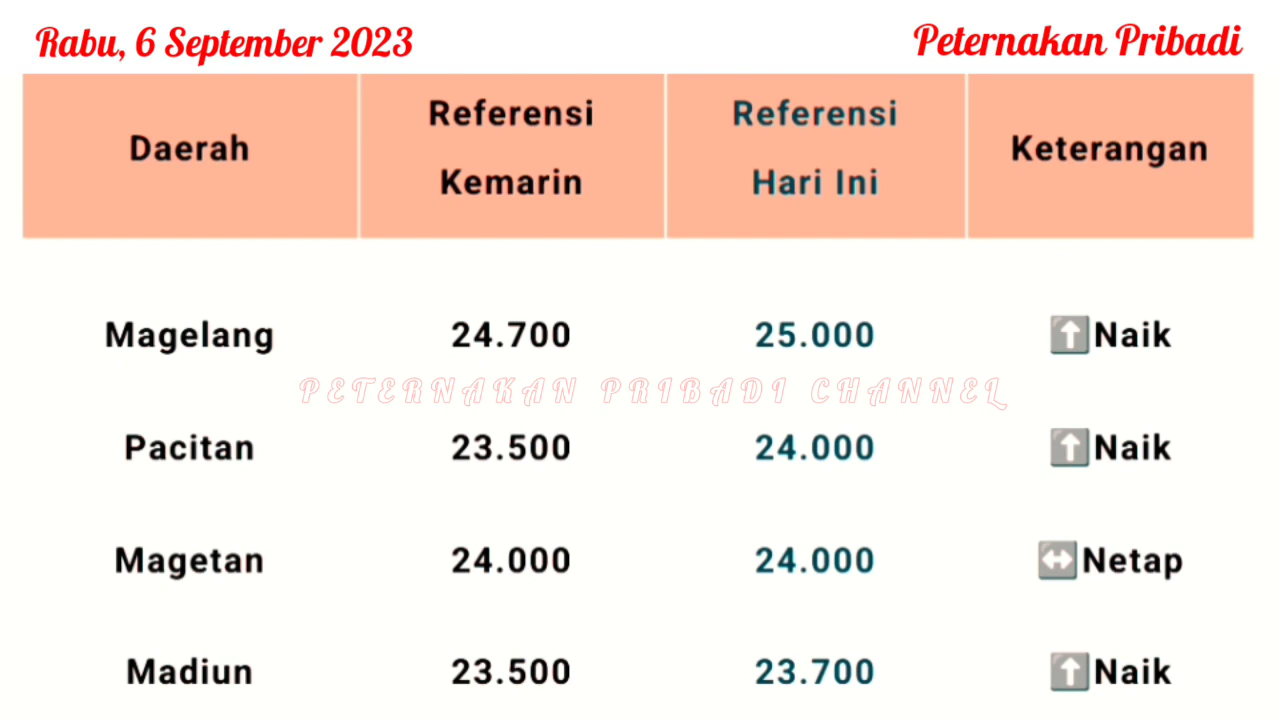 Rabu, 6 September 2023 Peternakan Pribadi
Daerah Referensi Kemarin Referensi Hari Ini Keterangan
Magelang 24.700 25.000 ⬆️Naik
PETERNAKAN PRIBADI CHANNEL
Pacitan 23.500 24.000 ⬆️Naik
Magetan 24.000 24.000 ↔️Netap
Madiun 23.500 23.700 ⬆️Naik